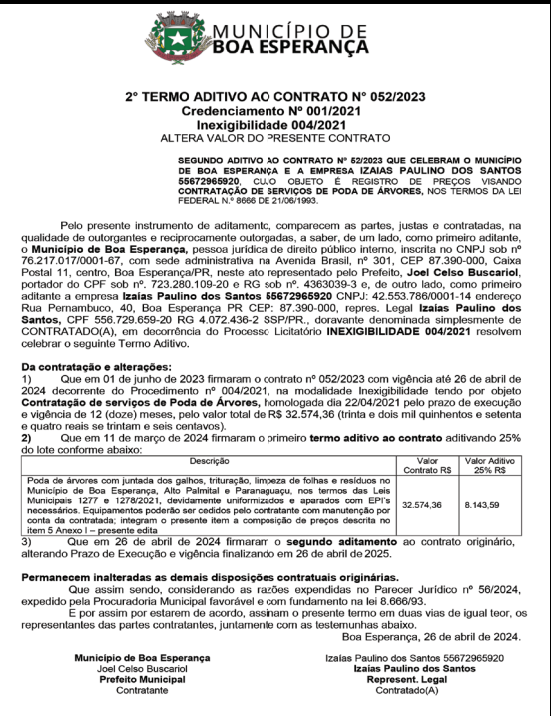 MUNICÍPIO DE
BOA ESPERANÇA
2º TERMO ADITIVO AO CONTRATO N° 052/2023
Credenciamento Nº 001/2021
Inexigibilidade 004/2021
ALTERA VALOR DO PRESENTE CONTRATO
SEGUNDO ADITIVO AO CONTRATO Nº 52/2023 QUE CELEBRAM O MUNICÍPIO
DE BOA ESPERANÇA E A EMPRESA IZAIAS PAULINO DOS SANTOS
55672965920, CUJO OBJETO É REGISTRO DE PREÇOS VISANDO
CONTRATAÇÃO DE SERVIÇOS DE PODA DE ÁRVORES, NOS TERMOS DA LEI
FEDERAL N.º 8666 DE 21/06/1993.
Pelo presente instrumento de aditamento, comparecem as partes, justas e contratadas, na
qualidade de outorgantes e reciprocamente outorgadas, a saber, de um lado, como primeiro aditante,
o Município de Boa Esperança, pessoa jurídica de direito público interno, inscrita no CNPJ sob nº
76.217.017/0001-67, com sede administrativa na Avenida Brasil, nº 301, CEP 87.390-000, Caixa
Postal 11, centro, Boa Esperança/PR, neste ato representado pelo Prefeito, Joel Celso Buscariol,
portador do CPF sob nº. 723.280.109-20 e RG sob nº. 4363039-3 e, de outro lado, como primeiro
aditante a empresa Izaías Paulino dos Santos 55672965920 CNPJ: 42.553.786/0001-14 endereço
Rua Pernambuco, 40, Boa Esperança PR CEP: 87.390-000, repres. Legal Izaias Paulino dos
Santos, CPF 556.729.659-20 RG 4.072.436-2 SSP/PR., doravante denominada simplesmente de
CONTRATADO(A), em decorrência do Processo Licitatório INEXIGIBILIDADE 004/2021 resolvem
celebrar o seguinte Termo Aditivo.
Da contratação e alterações:
1) Que em 01 de junho de 2023 firmaram o contrato nº 052/2023 com vigência até 26 de abril de
2024 decorrente do Procedimento nº 004/2021, na modalidade Inexigibilidade tendo por objeto
Contratação de serviços de Poda de Árvores, homologada dia 22/04/2021 pelo prazo de execução
e vigência de 12 (doze) meses, pelo valor total de R$ 32.574,36 (trinta e dois mil quinhentos e setenta
e quatro reais se trintam e seis centavos).
2) Que em 11 de março de 2024 firmaram o primeiro termo aditivo ao contrato aditivando 25%
do lote conforme abaixo:
Descrição Valor Contrato R$ Valor Aditivo 25% R$
Poda de árvores com juntada dos galhos, trituração, limpeza de folhas e resíduos no
Município de Boa Esperança, Alto Palmital e Paranaguaçu, nos termos das Leis
Municipais 1277 e 1278/2021, devidamente uniformizados e aparados com EPI's
necessários. Equipamentos poderão ser cedidos pelo contratante com manutenção por
conta da contratada; integram o presente item a composição de preços descrita no
item 5 Anexo I – presente edita
32.574,36 8.143,59
3) Que em 26 de abril de 2024 firmaram o segundo aditamento ao contrato originário,
alterando Prazo de Execução e vigência finalizando em 26 de abril de 2025.
Permanecem inalteradas as demais disposições contratuais originárias.
Que assim sendo, considerando as razões expendidas no Parecer Jurídico nº 56/2024,
expedido pela Procuradoria Municipal favorável e com fundamento na lei 8.666/93.
E por assim por estarem de acordo, assinam o presente termo em duas vias de igual teor, os
representantes das partes contratantes, juntamente com as testemunhas abaixo.
Boa Esperança, 26 de abril de 2024.
Município de Boa Esperança
Joel Celso Buscariol
Prefeito Municipal
Contratante
Izaías Paulino dos Santos 55672965920
Izaías Paulino dos Santos
Represent. Legal
Contratado(A)